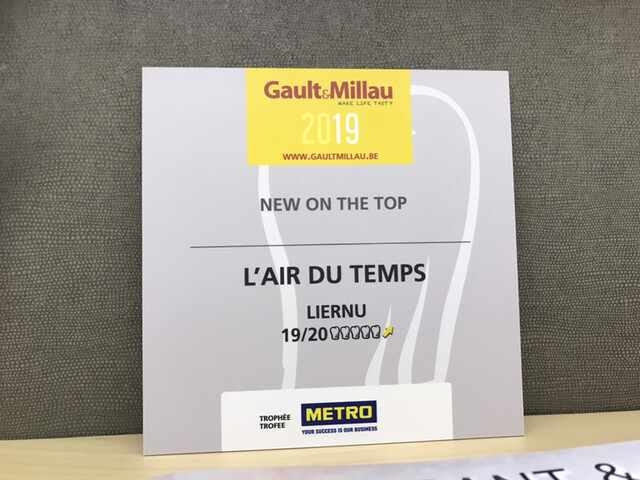 Gault&Millau
MAKE LIFE TASTY
2019
WWW.GAULTMILLAU.BE
NEW ON THE TOP
L'AIR DU TEMPS
LIERNU
19/20
TROPHÉE
TROFEE
METRO
YOUR SUCCESS IS OUR BUSINESS
&